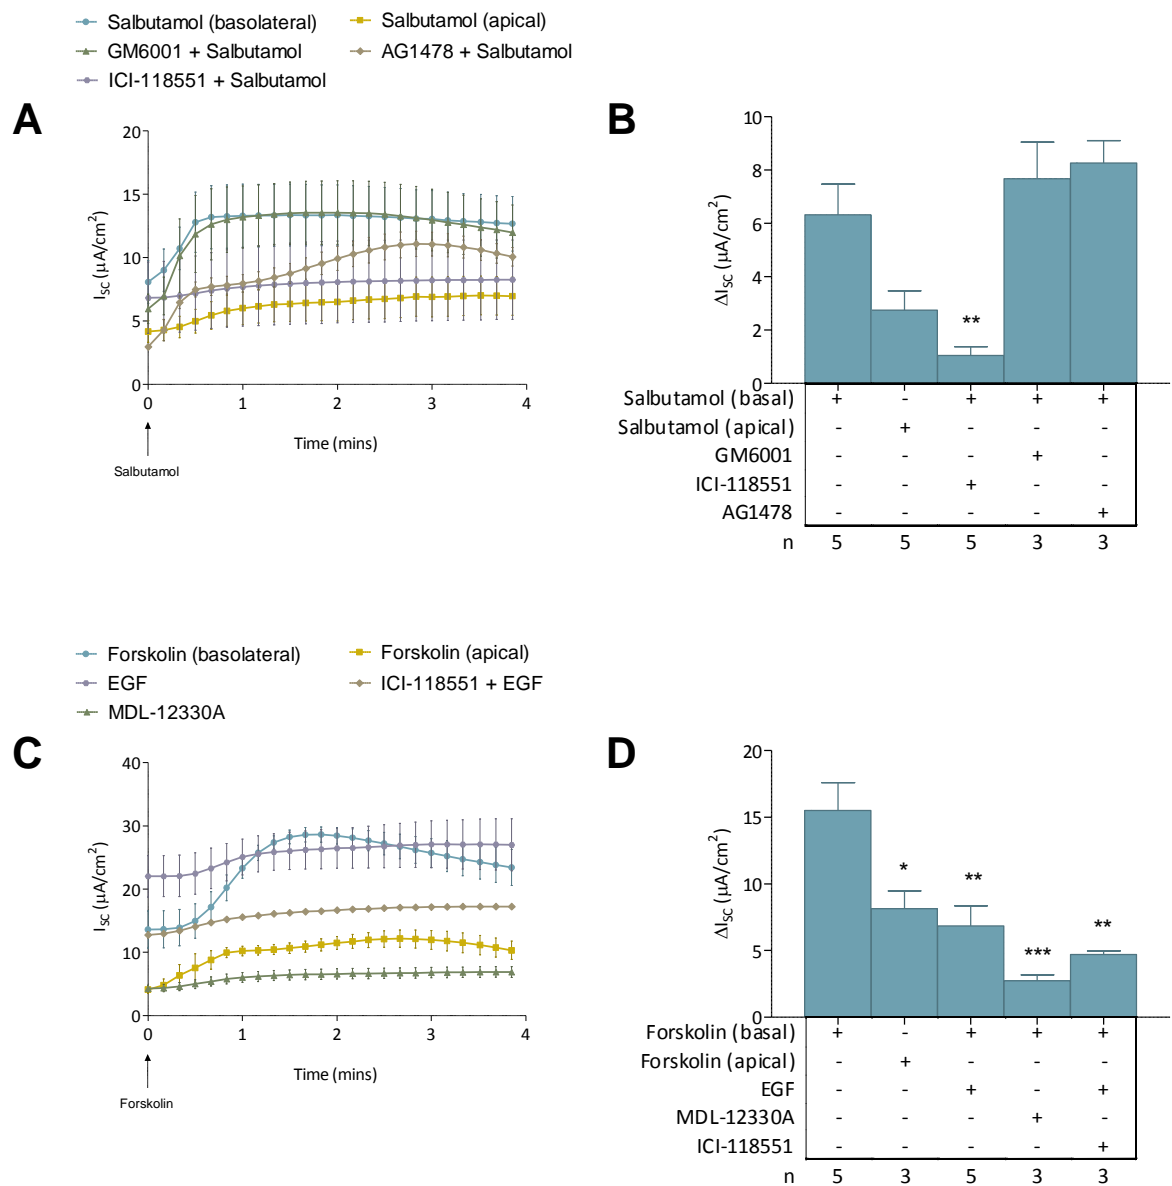 Salbutamol (basolateral) Salbutamol (apical)
GM6001 + Salbutamol AG1478 + Salbutamol
ICI-118551 + Salbutamol
A
20
15
10
5
0
I_SC (µA/cm²)
0 1 2 3 4
Time (mins)
Salbutamol
B
10
8
6
4
2
0
ΔI_SC (µA/cm²)
**
Salbutamol (basal) + - + + +
Salbutamol (apical) - + - - -
GM6001 - - - + -
ICI-118551 - - + - -
AG1478 - - - - +
n 5 5 5 3 3
Forskolin (basolateral) Forskolin (apical)
EGF ICI-118551 + EGF
MDL-12330A
C
40
30
20
10
0
I_SC (µA/cm²)
0 1 2 3 4
Time (mins)
Forskolin
D
20
15
10
5
0
ΔI_SC (µA/cm²)
* ** *** **
Forskolin (basal) + - + + +
Forskolin (apical) - + - - -
EGF - - + - +
MDL-12330A - - - + -
ICI-118551 - - - - +
n 5 3 5 3 3